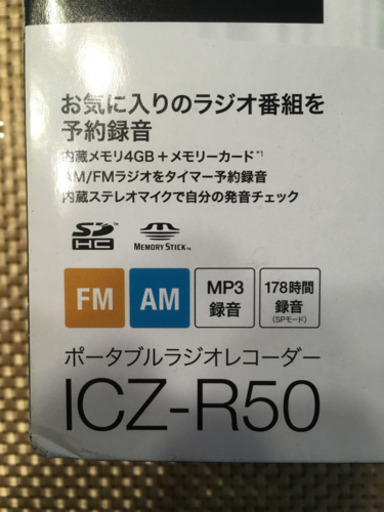 お気に入りのラジオ番組を
予約録音
内蔵メモリ4GB＋メモリーカード*1
AM/FMラジオをタイマー予約録音
内蔵ステレオマイクで自分の発音チェック
SD HC
MEMORY STICK™
FM
AM
MP3
録音
178時間
録音
(SPモード)
ポータブルラジオレコーダー
ICZ-R50